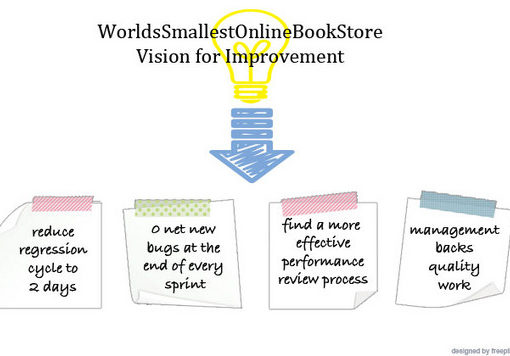 WorldsSmallestOnlineBookStore
Vision for Improvement
reduce
regression
cycle to
2 days
0 net new
bugs at the
end of every
sprint
find a more
effective
performance
review process
management
backs
quality
work
designed by